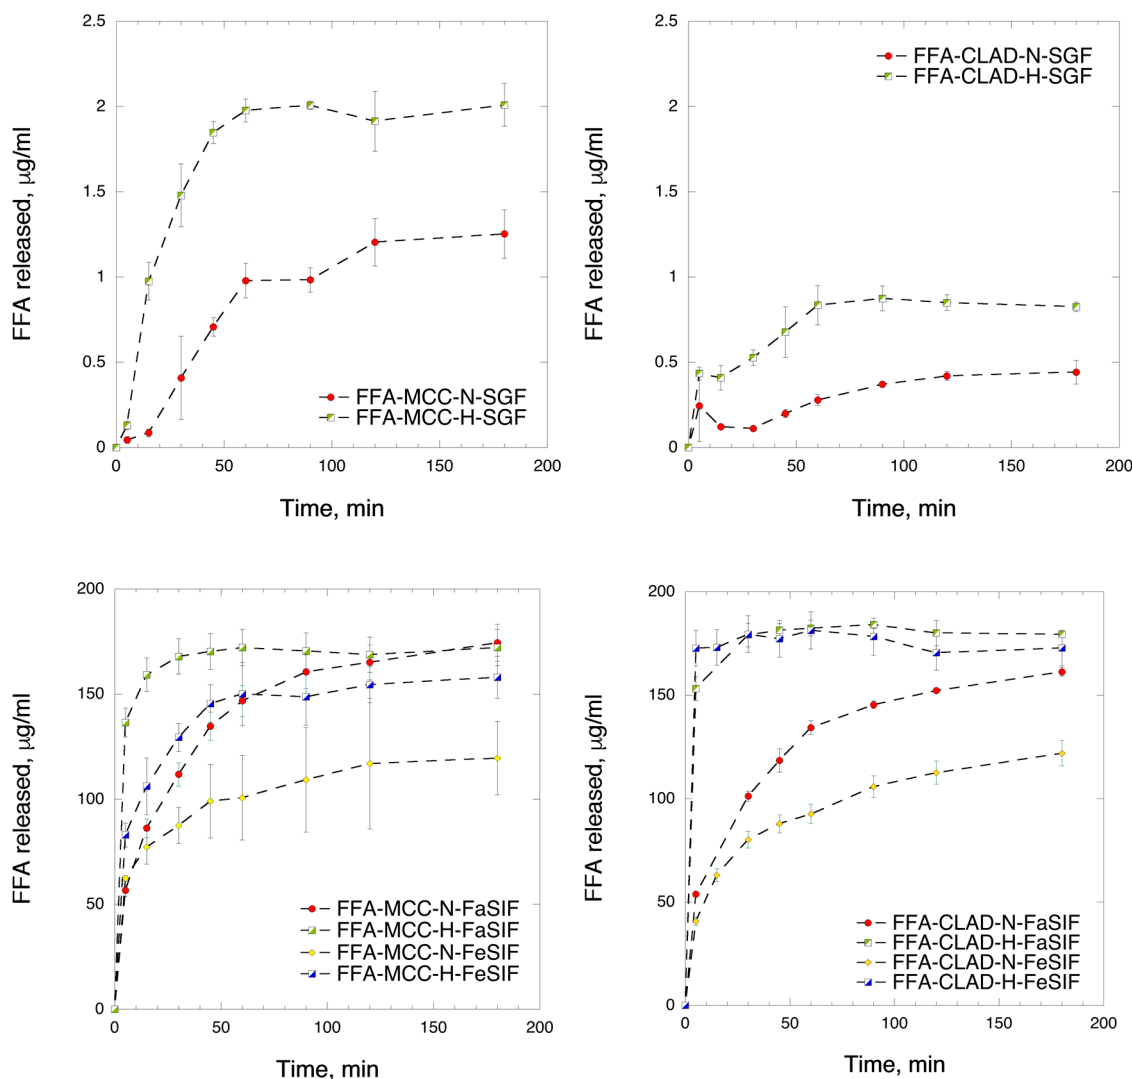 2.5
2
1.5
1
0.5
0
FFA released, μg/ml
0
50
100
150
200
Time, min
FFA-MCC-N-SGF
FFA-MCC-H-SGF
2.5
2
1.5
1
0.5
0
FFA released, μg/ml
0
50
100
150
200
Time, min
FFA-CLAD-N-SGF
FFA-CLAD-H-SGF
200
150
100
50
0
FFA released, μg/ml
0
50
100
150
200
Time, min
FFA-MCC-N-FaSIF
FFA-MCC-H-FaSIF
FFA-MCC-N-FeSIF
FFA-MCC-H-FeSIF
200
150
100
50
0
FFA released, μg/ml
0
50
100
150
200
Time, min
FFA-CLAD-N-FaSIF
FFA-CLAD-H-FaSIF
FFA-CLAD-N-FeSIF
FFA-CLAD-H-FeSIF